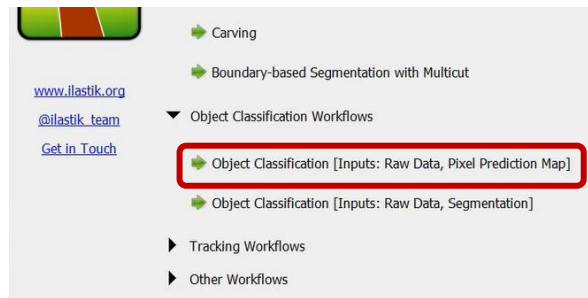 Carving
Boundary-based Segmentation with Multicut
www.ilastik.org
@ilastik_team
Get in Touch
Object Classification Workflows
Object Classification [Inputs: Raw Data, Pixel Prediction Map]
Object Classification [Inputs: Raw Data, Segmentation]
Tracking Workflows
Other Workflows